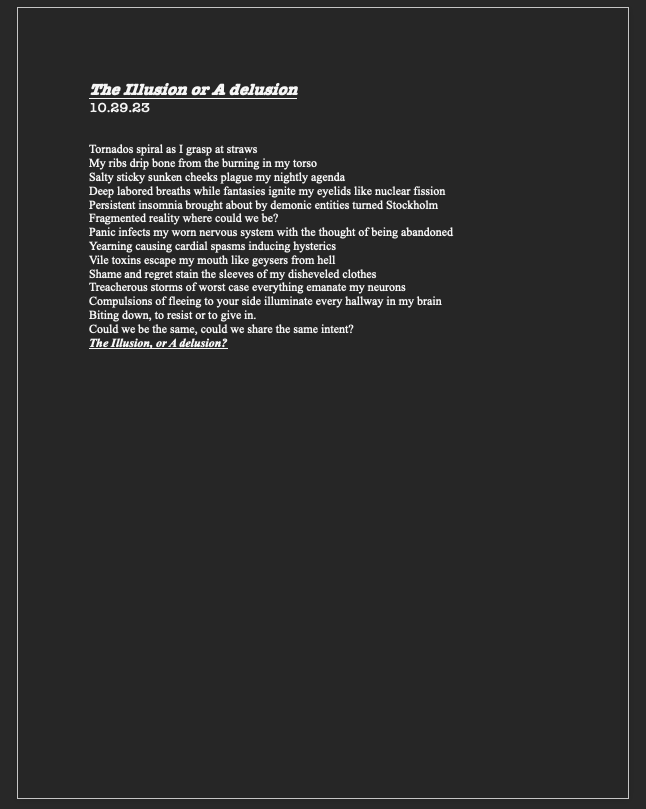 The Illusion or A delusion
10.29.23
Tornados spiral as I grasp at straws
My ribs drip bone from the burning in my torso
Salty sticky sunken cheeks plague my nightly agenda
Deep labored breaths while fantasies ignite my eyelids like nuclear fission
Persistent insomnia brought about by demonic entities turned Stockholm
Fragmented reality where could we be?
Panic infects my worn nervous system with the thought of being abandoned
Yearning causing cardial spasms inducing hysterics
Vile toxins escape my mouth like geysers from hell
Shame and regret stain the sleeves of my disheveled clothes
Treacherous storms of worst case everything emanate my neurons
Compulsions of fleeing to your side illuminate every hallway in my brain
Biting down, to resist or to give in.
Could we be the same, could we share the same intent?
The Illusion, or A delusion?